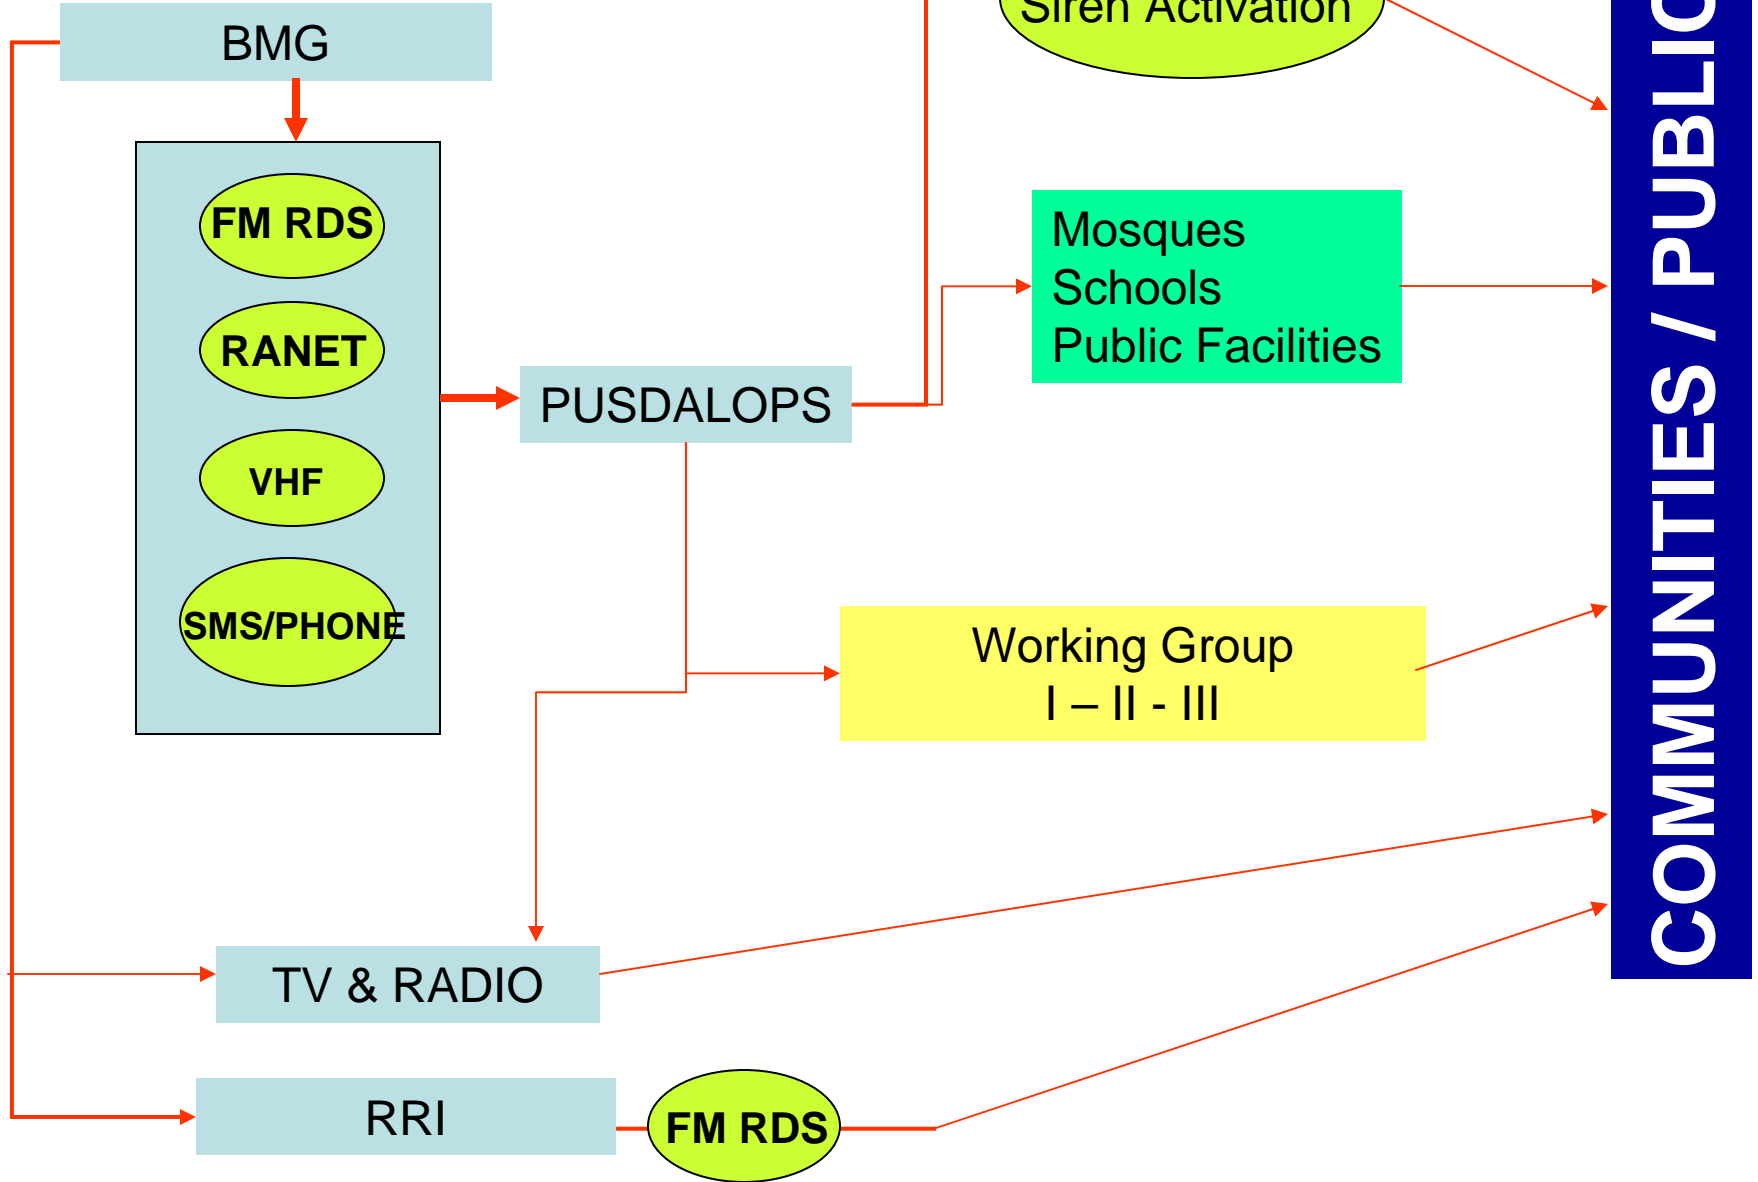 Siren Activation
BMG
FM RDS
RANET
VHF
SMS/PHONE
PUSDALOPS
Mosques
Schools
Public Facilities
Working Group
I – II - III
TV & RADIO
RRI
FM RDS
COMMUNITIES / PUBLIC